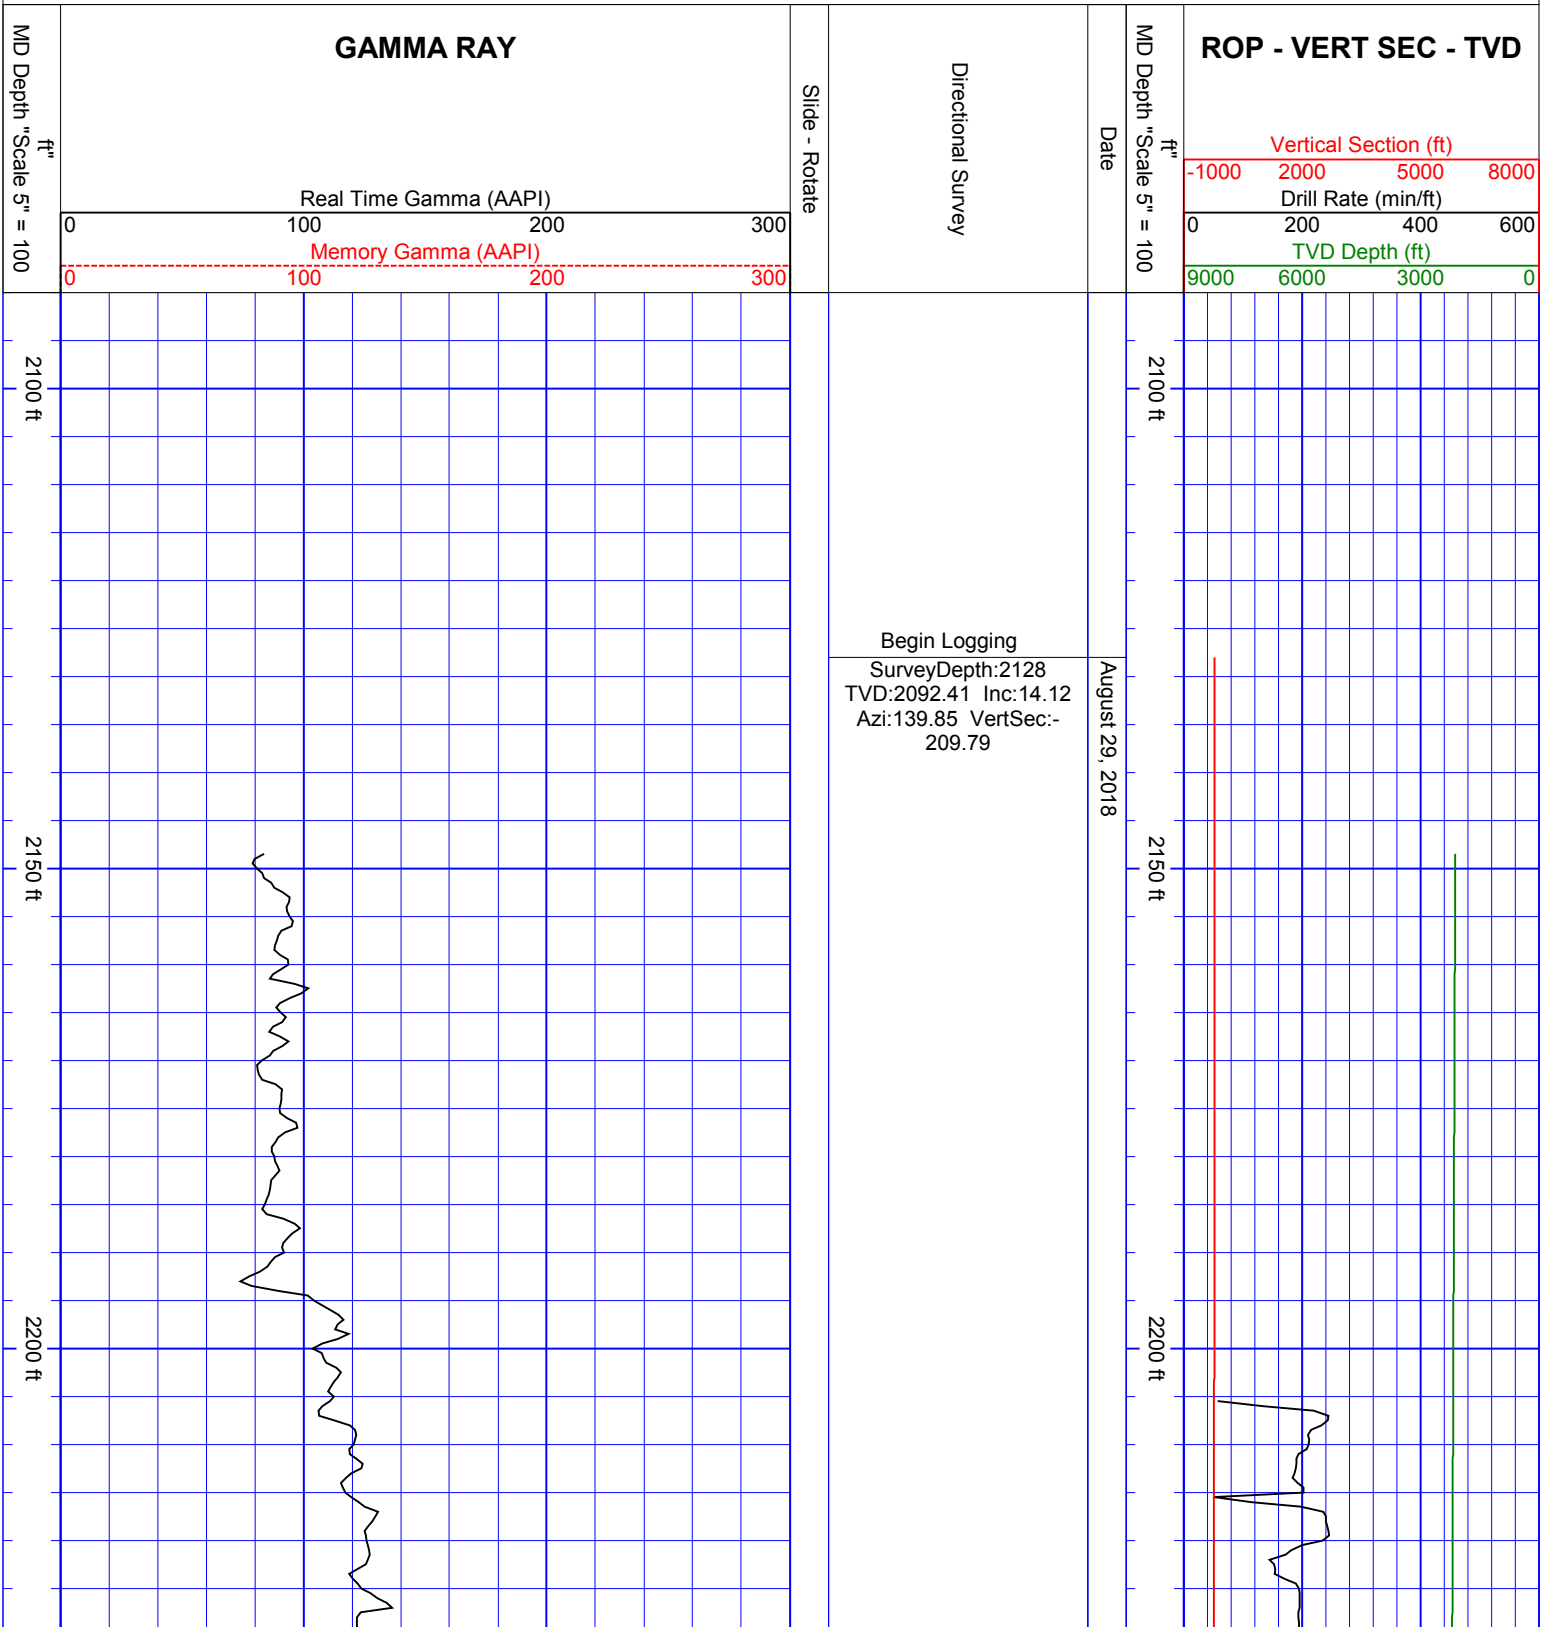 MD Depth "Scale 5" = 100
ft"
GAMMA RAY
Real Time Gamma (AAPI)
0 100 200 300
Memory Gamma (AAPI)
0 100 200 300
Slide - Rotate
Directional Survey
Date
MD Depth "Scale 5" = 100
ft"
ROP - VERT SEC - TVD
Vertical Section (ft)
-1000 2000 5000 8000
Drill Rate (min/ft)
0 200 400 600
TVD Depth (ft)
9000 6000 3000 0
2100 ft
2150 ft
2200 ft
Begin Logging
SurveyDepth:2128
TVD:2092.41 Inc:14.12
Azi:139.85 VertSec:-
209.79
August 29, 2018
2100 ft
2150 ft
2200 ft